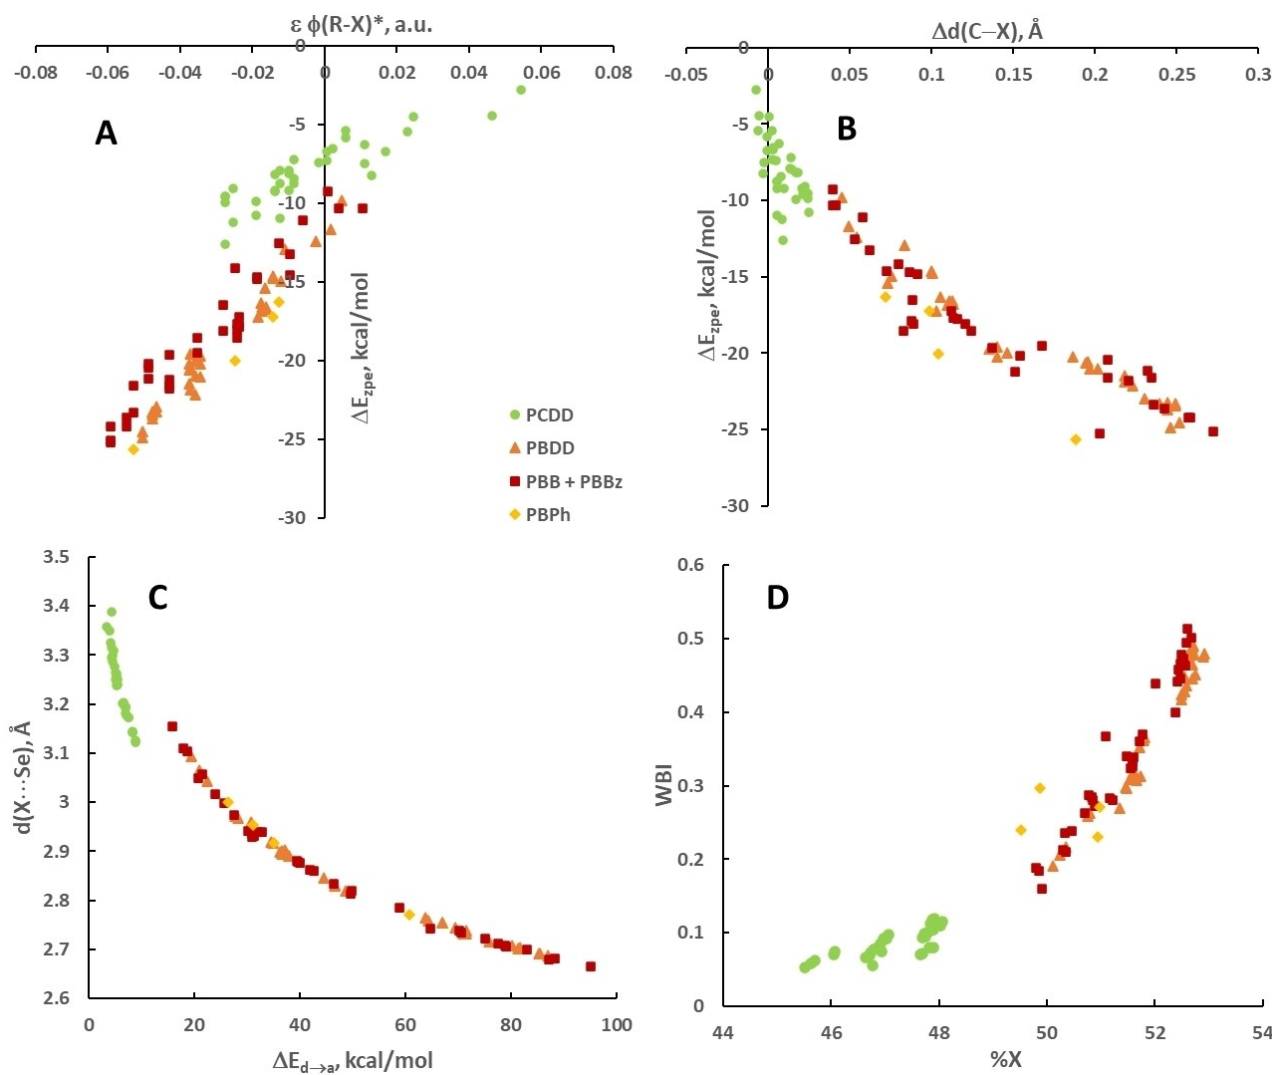 ε ϕ(R-X)*, a.u.
-0.08 -0.06 -0.04 -0.02 0 0.02 0.04 0.06 0.08
0
-5
-10
-15
-20
-25
-30
A
ΔEzpe, kcal/mol
PCDD
PBDD
PBB + PBBz
PBPh
Δd(C–X), Å
-0.05 0 0.05 0.1 0.15 0.2 0.25 0.3
0
-5
-10
-15
-20
-25
-30
B
ΔEzpe, kcal/mol
3.5
3.4
3.3
3.2
3.1
3
2.9
2.8
2.7
2.6
C
d(X···Se), Å
0 20 40 60 80 100
ΔEd→a, kcal/mol
0.6
0.5
0.4
0.3
0.2
0.1
0
D
WBI
44 46 48 50 52 54
%X